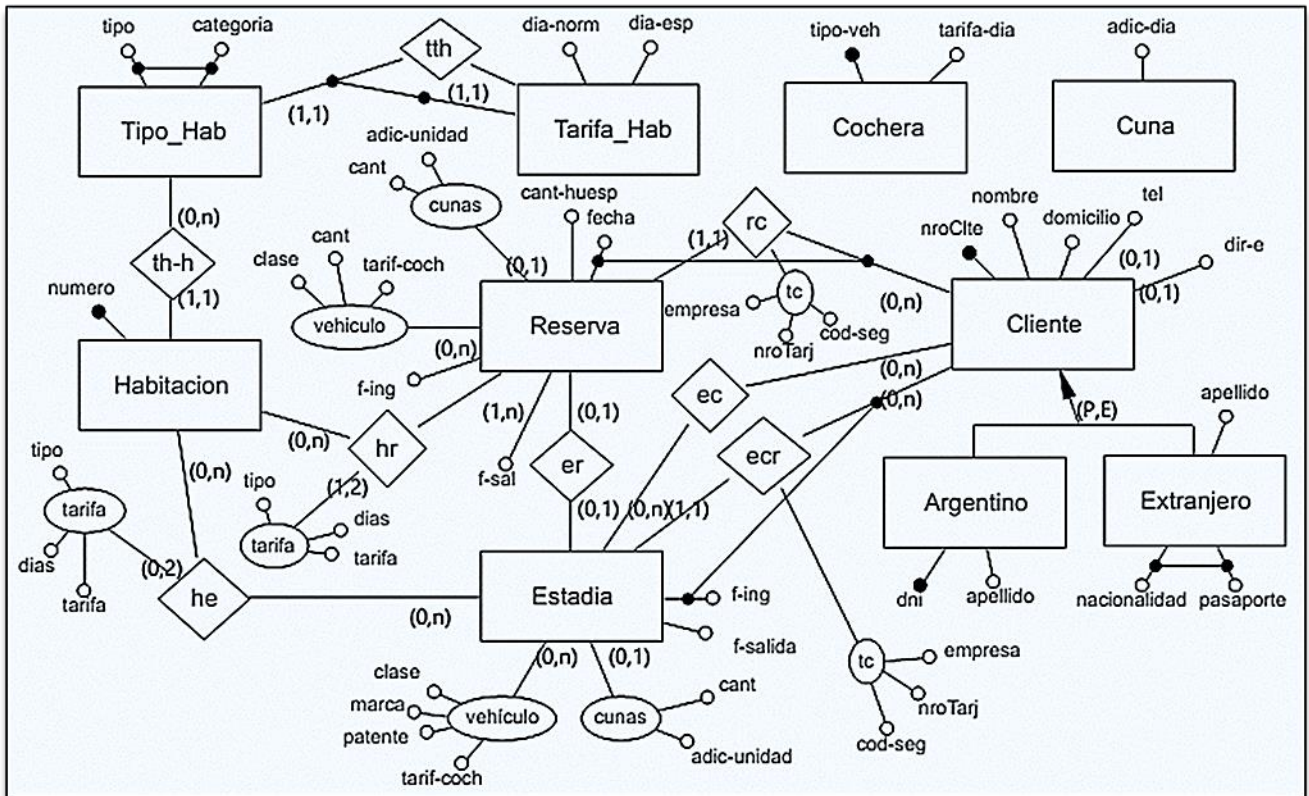 tipo
categoria
tth
dia-norm
dia-esp
tipo-veh
tarifa-dia
adic-dia
(1,1)
(1,1)
Tipo_Hab
Tarifa_Hab
Cochera
Cuna
adic-unidad
cant
cunas
cant-huesp
fecha
rc
(1,1)
nombre
tel
nroClte
domicilio
dir-e
(0,n)
th-h
(1,1)
cant
clase
tarif-coch
(0,1)
(0,1)
(0,1)
numero
vehiculo
Reserva
empresa
tc
cod-seg
nroTarj
(0,n)
Cliente
Habitacion
(0,n)
f-ing
ec
(0,n)
(0,n)
apellido
(P,E)
(0,n)
hr
(1,n)
(0,1)
f-sal
er
ecr
tipo
tarifa
(0,n)
tipo
(1,2)
dias
tarifa
tarifa
(0,1)
(0,n)
(1,1)
Argentino
Extranjero
dias
tarifa
(0,2)
he
(0,n)
Estadia
f-ing
f-salida
dni
apellido
nacionalidad
pasaporte
(0,n)
(0,1)
clase
marca
patente
vehículo
tarif-coch
cunas
cant
adic-unidad
tc
empresa
nroTarj
cod-seg